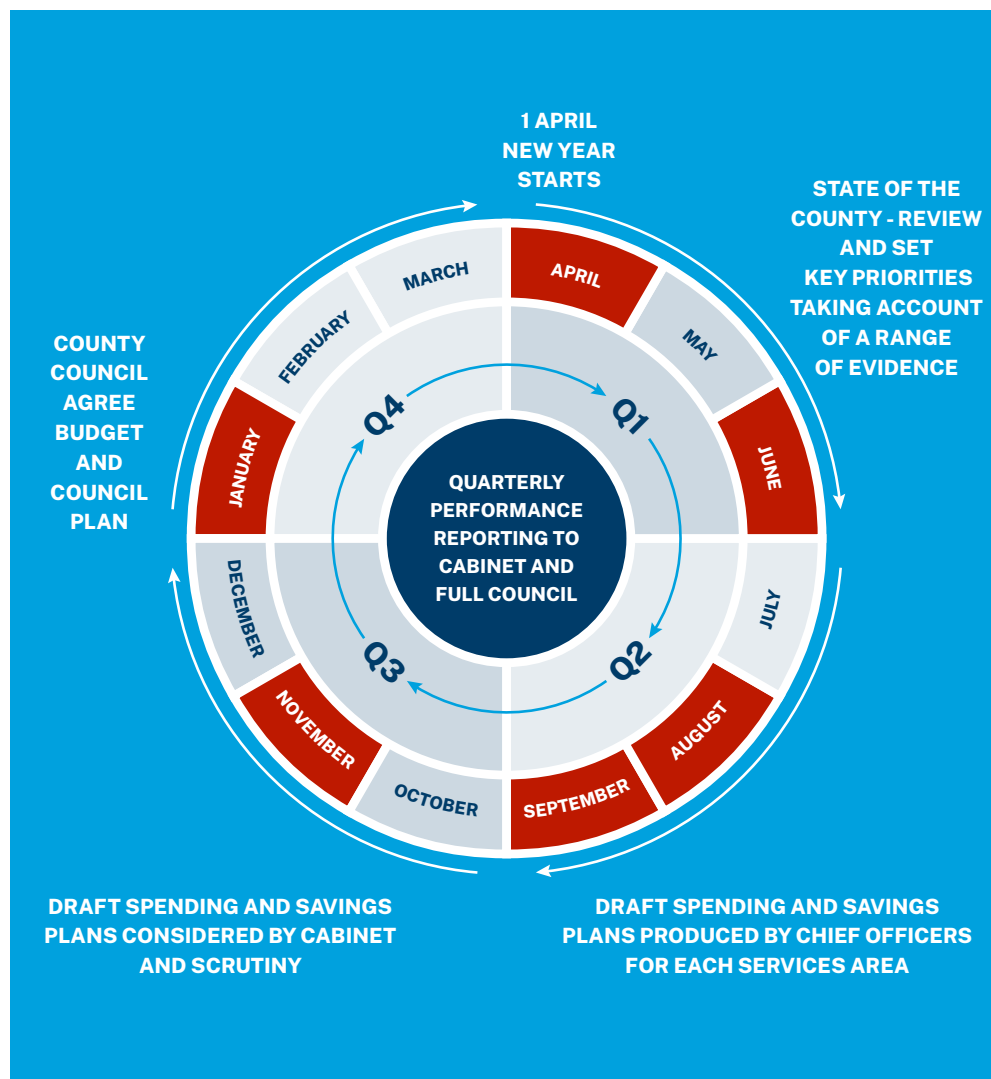 1 APRIL
NEW YEAR
STARTS
STATE OF THE
COUNTY - REVIEW
AND SET
KEY PRIORITIES
TAKING ACCOUNT
OF A RANGE
OF EVIDENCE
COUNTY
COUNCIL
AGREE
BUDGET
AND
COUNCIL
PLAN
APRIL
MAY
JUNE
JULY
AUGUST
SEPTEMBER
OCTOBER
NOVEMBER
DECEMBER
JANUARY
FEBRUARY
MARCH
Q1
Q2
Q3
Q4
QUARTERLY
PERFORMANCE
REPORTING TO
CABINET AND
FULL COUNCIL
DRAFT SPENDING AND SAVINGS
PLANS CONSIDERED BY CABINET
AND SCRUTINY
DRAFT SPENDING AND SAVINGS
PLANS PRODUCED BY CHIEF OFFICERS
FOR EACH SERVICES AREA